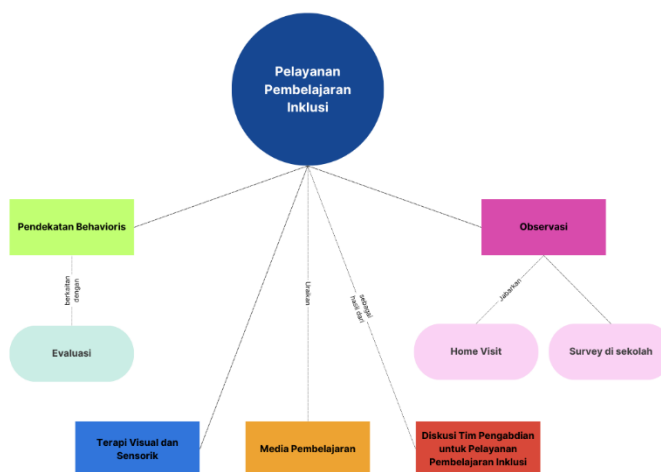 Pelayanan
Pembelajaran
Inklusi
Pendekatan Behavioris
Observasi
berkaitan
dengan
Uraikan
sebagai
hasil dari
Jabarkan
Evaluasi
Home Visit
Survey di sekolah
Terapi Visual dan
Sensorik
Media Pembelajaran
Diskusi Tim Pengabdian
untuk Pelayanan
Pembelajaran Inklusi